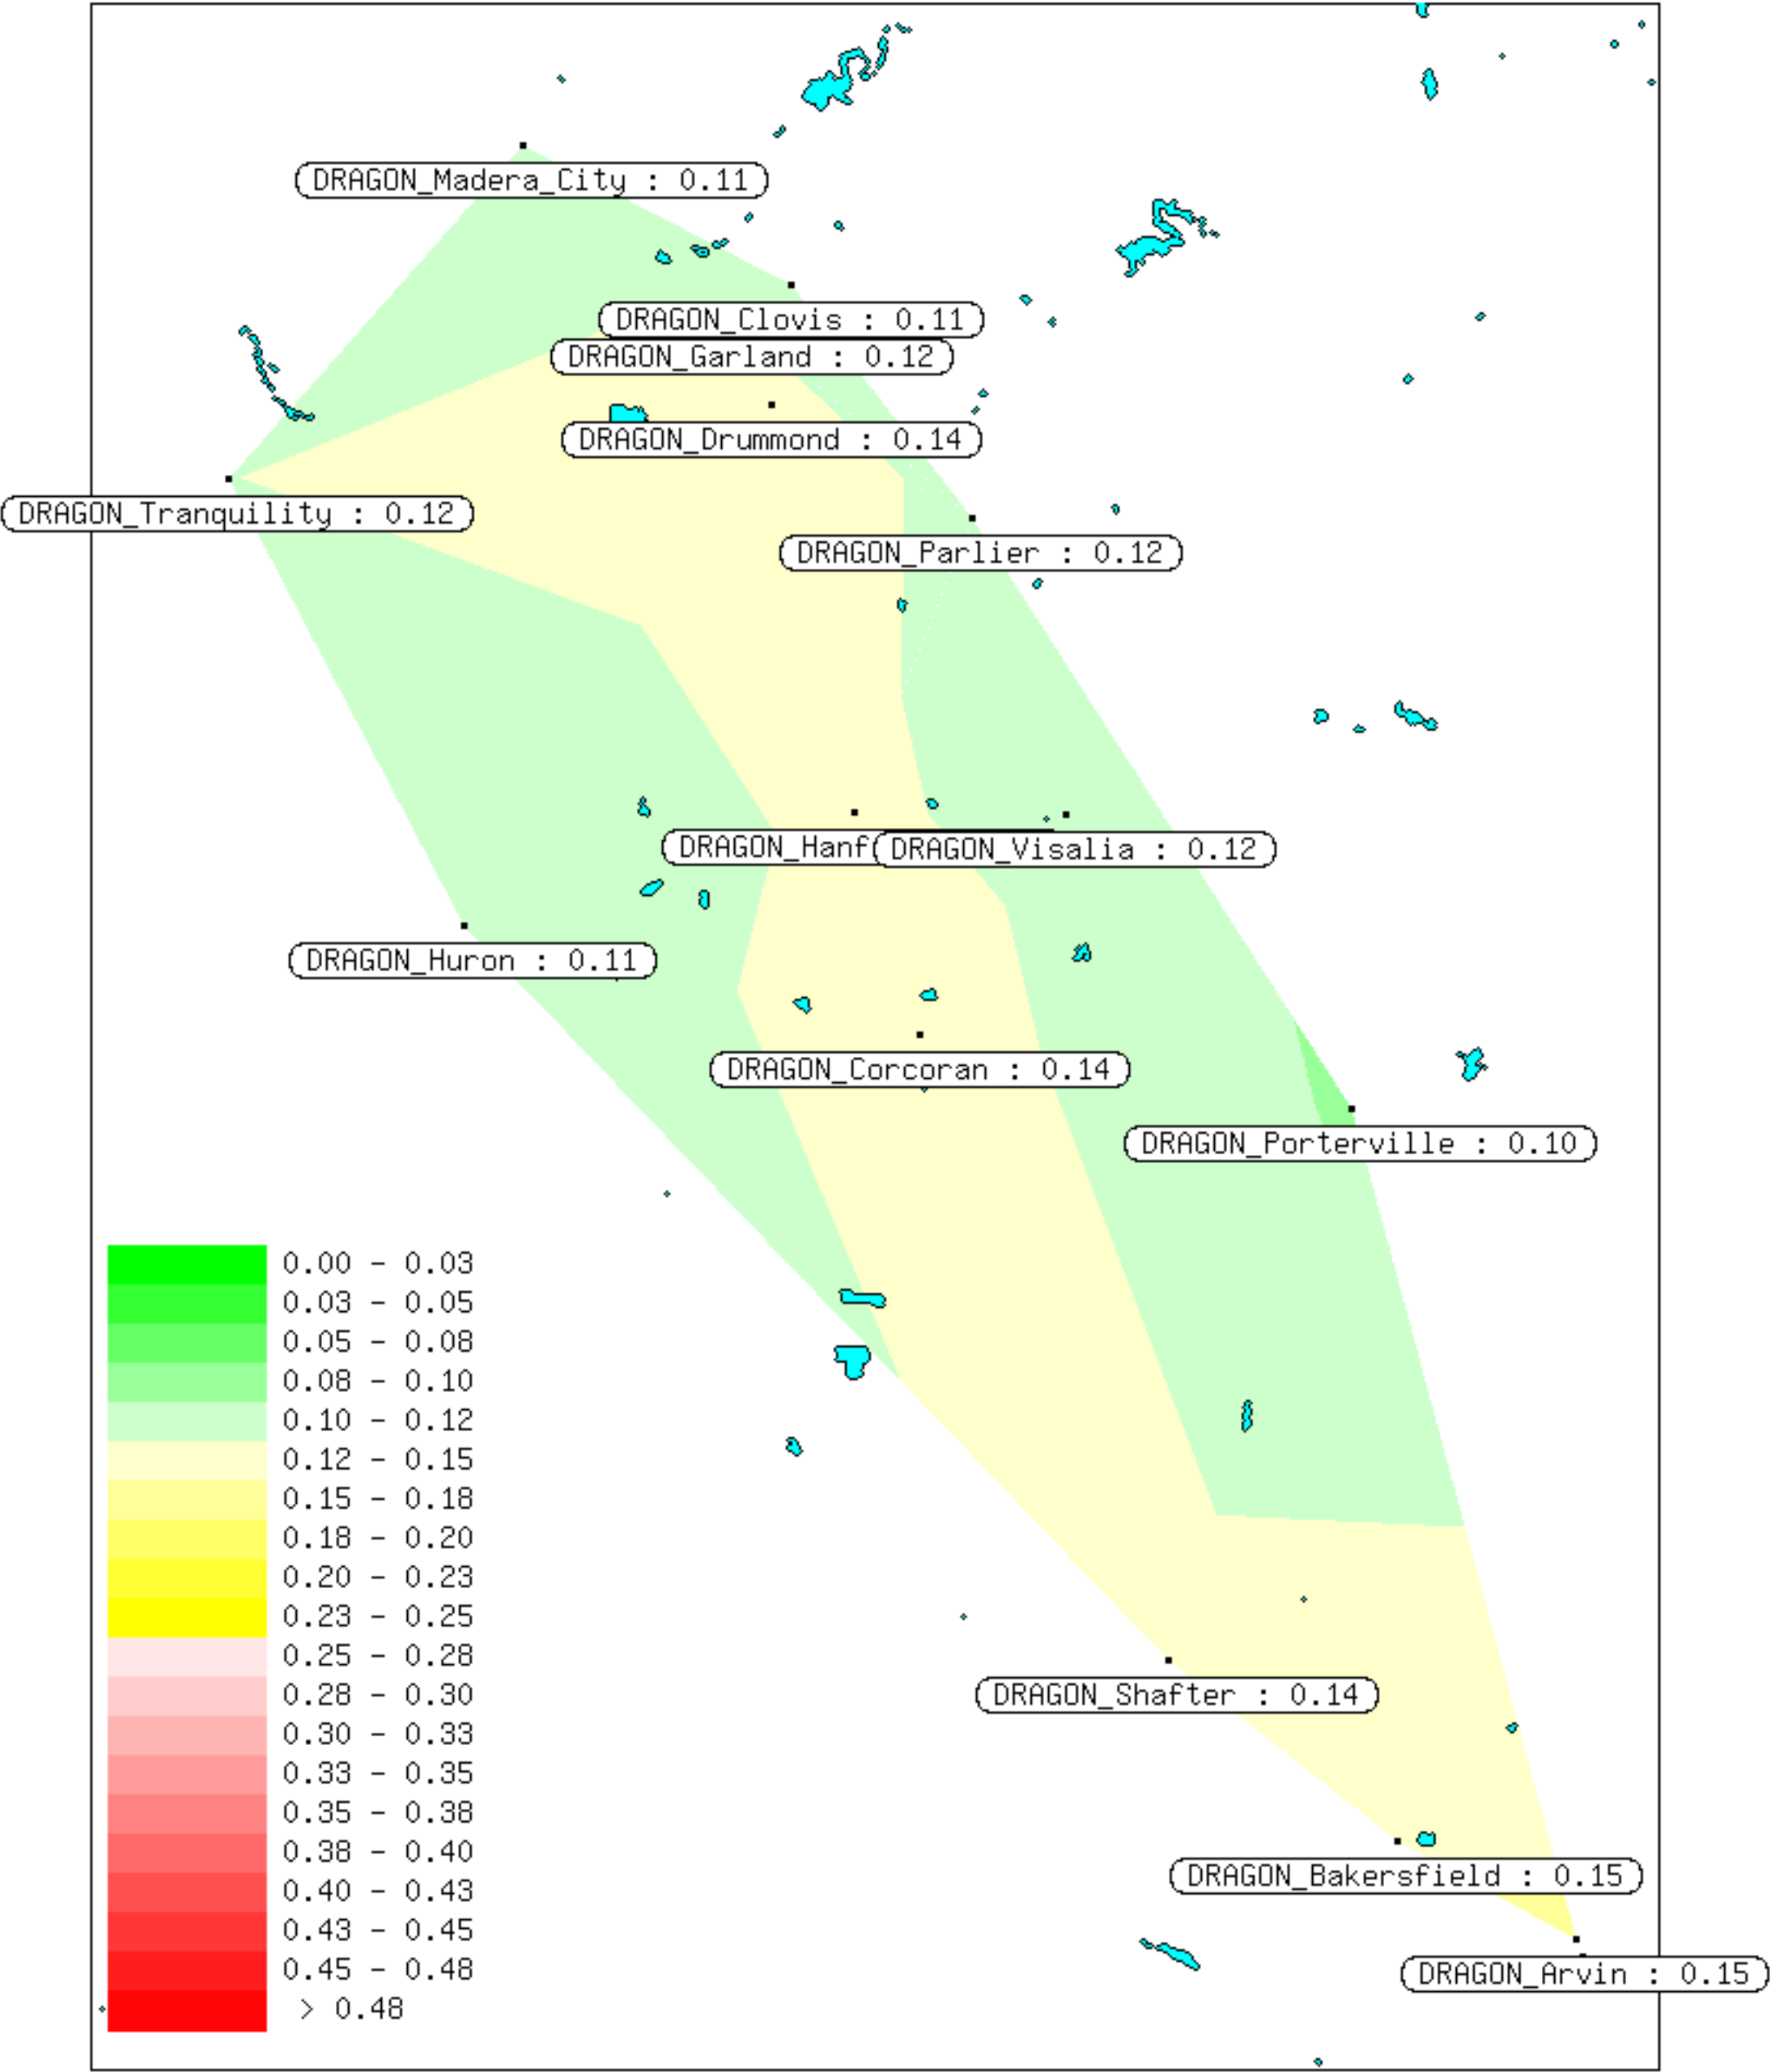 DRAGON_Madera_City : 0.11
DRAGON_Clovis : 0.11
DRAGON_Garland : 0.12
DRAGON_Drummond : 0.14
DRAGON_Tranquility : 0.12
DRAGON_Parlier : 0.12
DRAGON_Hanf
DRAGON_Visalia : 0.12
DRAGON_Huron : 0.11
DRAGON_Corcoran : 0.14
DRAGON_Porterville : 0.10
0.00 - 0.03
0.03 - 0.05
0.05 - 0.08
0.08 - 0.10
0.10 - 0.12
0.12 - 0.15
0.15 - 0.18
0.18 - 0.20
0.20 - 0.23
0.23 - 0.25
0.25 - 0.28
0.28 - 0.30
0.30 - 0.33
0.33 - 0.35
0.35 - 0.38
0.38 - 0.40
0.40 - 0.43
0.43 - 0.45
0.45 - 0.48
> 0.48
DRAGON_Shafter : 0.14
DRAGON_Bakersfield : 0.15
DRAGON_Arvin : 0.15